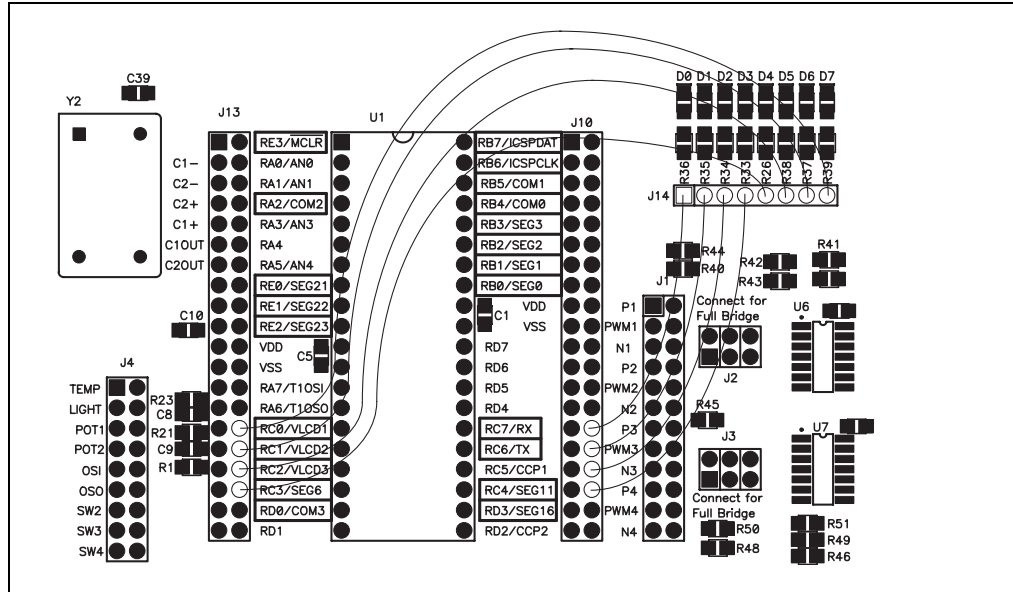 C39
Y2
J13
U1
J10
D0 D1 D2 D3 D4 D5 D6 D7
R36 R35 R34 R33 R26 R38 R37 R39
J14
RE3/MCLR
RB7/ICSPDAT
C1-
RA0/AN0
RB6/ICSPCLK
C2-
RA1/AN1
RB5/COM1
C2+
RA2/COM2
RB4/COM0
C1+
RA3/AN3
RB3/SEG3
C1OUT
RA4
RB2/SEG2
C2OUT
RA5/AN4
RB1/SEG1
RE0/SEG21
RB0/SEG0
RE1/SEG22
C1
VDD
C10
RE2/SEG23
VSS
VDD
C5
RD7
VSS
RD6
RA7/T1OSI
RD5
RA6/T1OSO
RD4
RC0/VLCD1
RC7/RX
RC1/VLCD2
RC6/TX
RC2/VLCD3
RC5/CCP1
RC3/SEG6
RC4/SEG11
RD0/COM3
RD3/SEG16
RD1
RD2/CCP2
J4
TEMP
LIGHT
POT1
POT2
OSI
OSO
SW2
SW3
SW4
R23
C8
R21
C9
R1
J1
P1
PWM1
N1
P2
PWM2
N2
P3
PWM3
N3
P4
PWM4
N4
R44
R40
R42
R43
R41
Connect for
Full Bridge
J2
U6
R45
J3
Connect for
Full Bridge
U7
R50
R48
R51
R49
R46